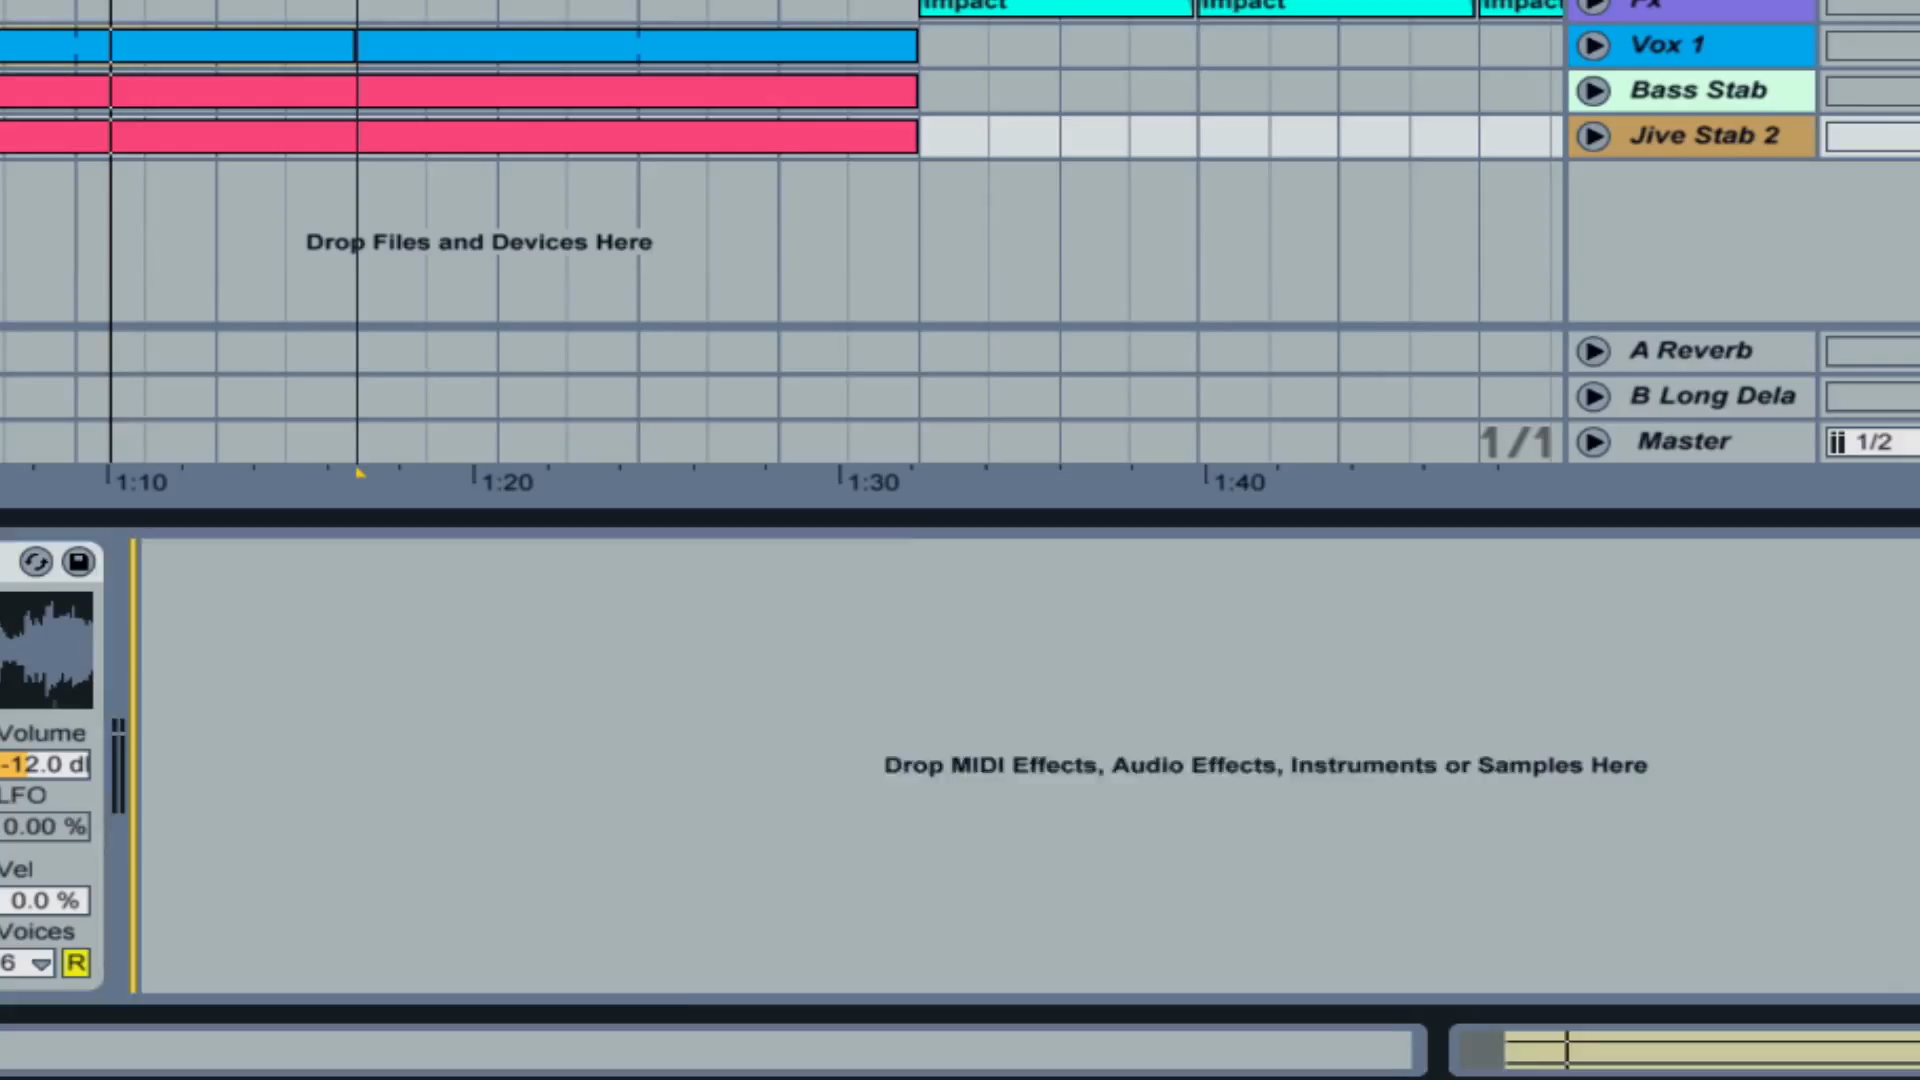 Impact Impact Impact Fx
Vox 1
Bass Stab
Jive Stab 2
Drop Files and Devices Here
A Reverb
B Long Dela
1/1 Master 1/2
1:10 1:20 1:30 1:40
Volume
-12.0 d
LFO
0.00 %
Vel
0.0 %
Voices
6 R
Drop MIDI Effects, Audio Effects, Instruments or Samples Here